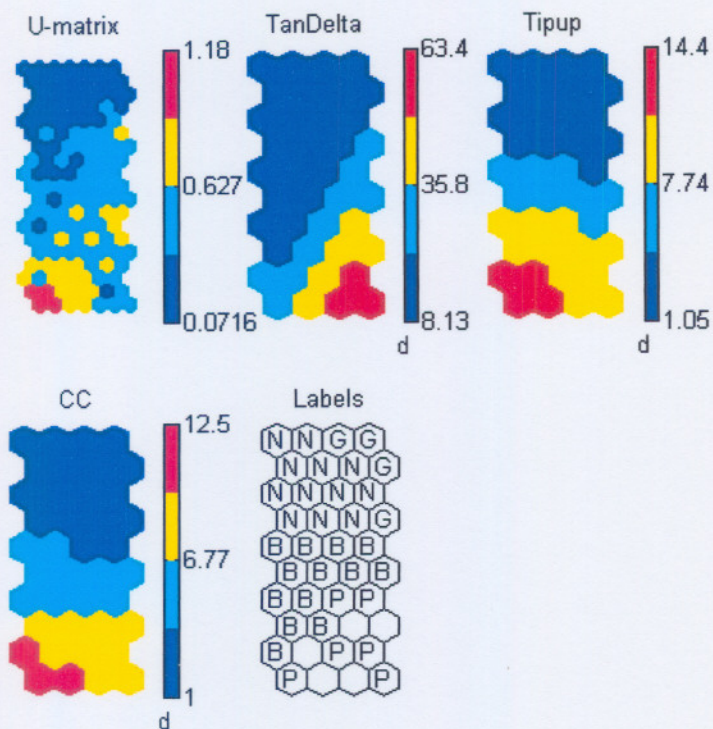 U-matrix
1.18
0.627
0.0716
TanDelta
63.4
35.8
8.13
d
Tipup
14.4
7.74
1.05
d
CC
12.5
6.77
1
d
Labels
N N G G
N N N G
N N N N
N N N G
B B B B
B B B B
B B P P
B B
B P P
P P